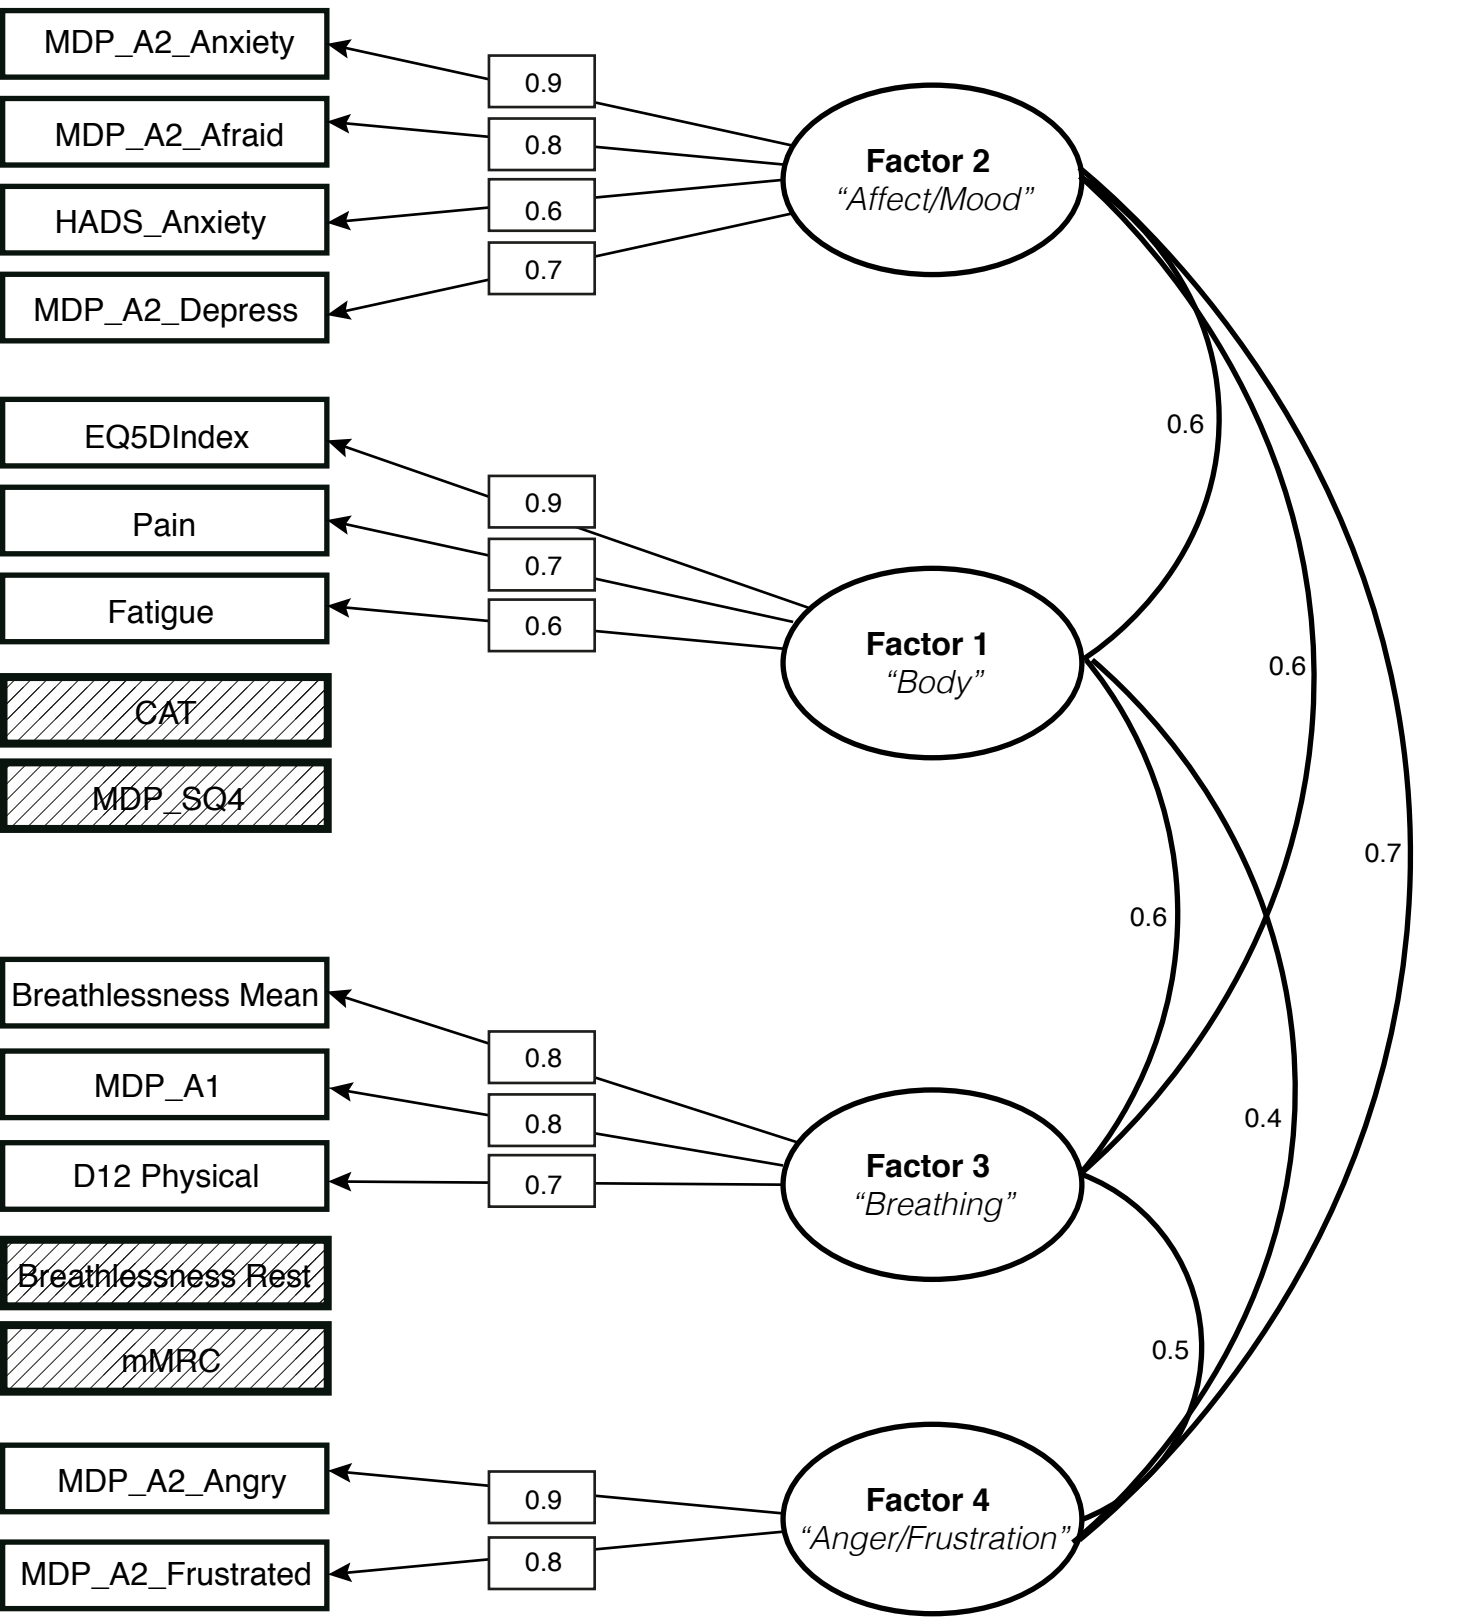 MDP_A2_Anxiety
MDP_A2_Afraid
HADS_Anxiety
MDP_A2_Depress
0.9
0.8
0.6
0.7
Factor 2
“Affect/Mood”
EQ5DIndex
Pain
Fatigue
CAT
MDP_SQ4
0.9
0.7
0.6
Factor 1
“Body”
Breathlessness Mean
MDP_A1
D12 Physical
Breathlessness Rest
mMRC
0.8
0.8
0.7
Factor 3
“Breathing”
MDP_A2_Angry
MDP_A2_Frustrated
0.9
0.8
Factor 4
“Anger/Frustration”
0.6
0.6
0.7
0.6
0.4
0.5